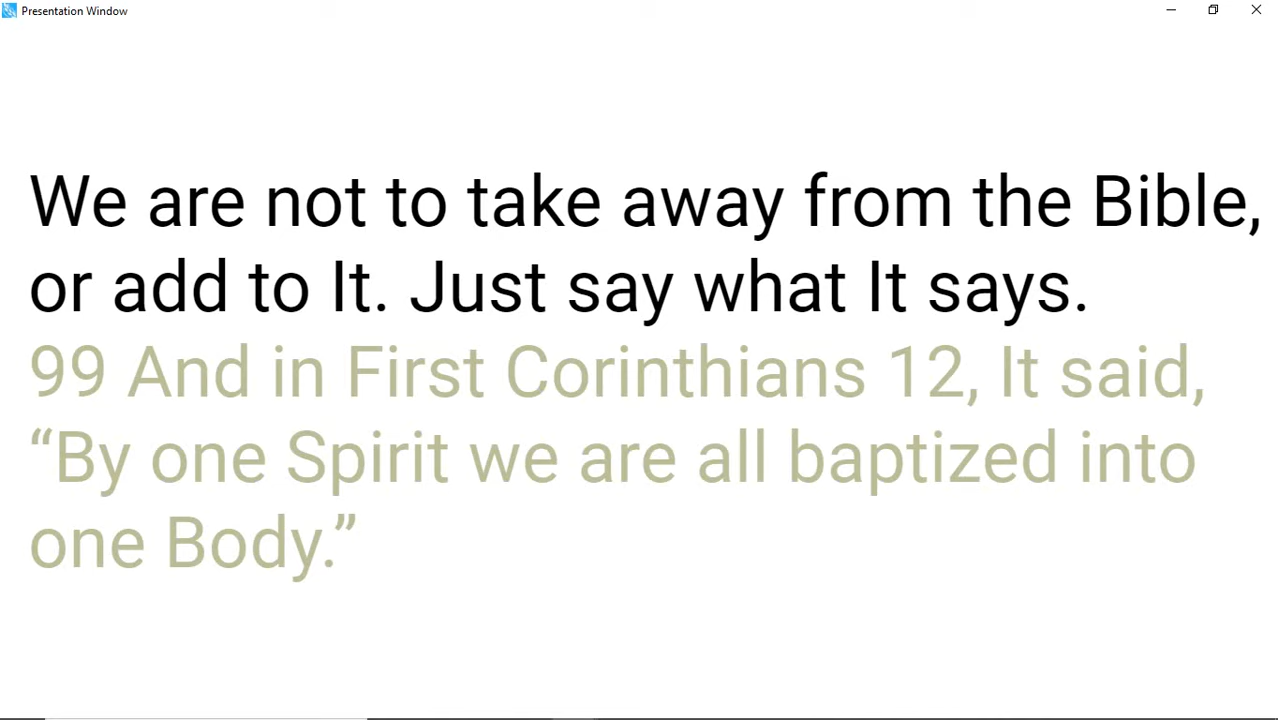 Presentation Window
We are not to take away from the Bible,
or add to It. Just say what It says.
99 And in First Corinthians 12, It said,
“By one Spirit we are all baptized into
one Body.”